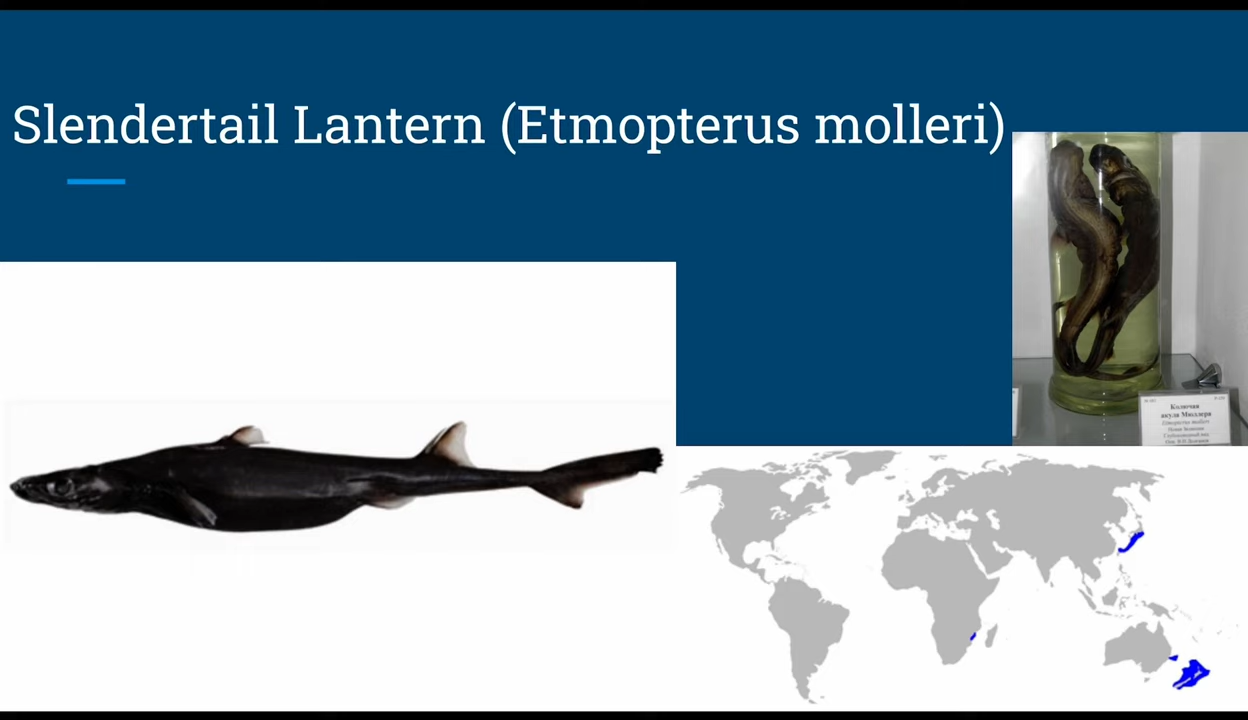 Slendertail Lantern (Etmopterus molleri)
Колючая
акула Мюллера